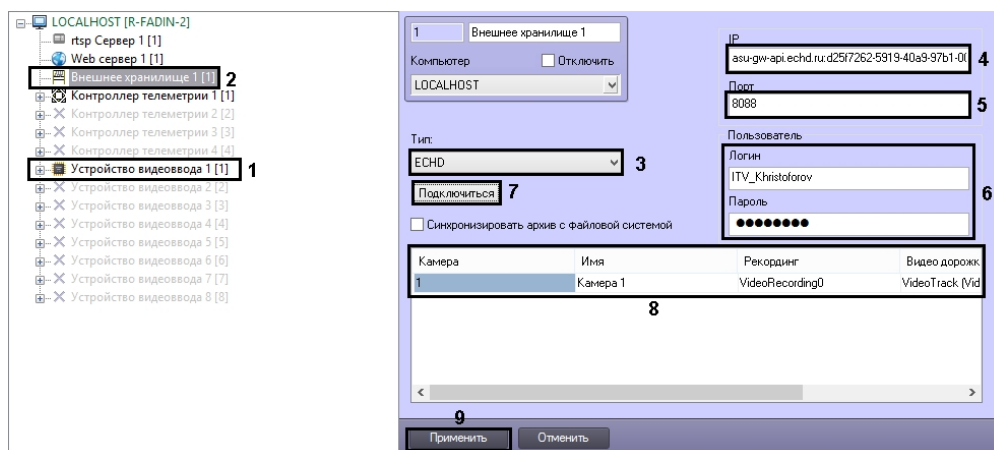 LOCALHOST [R-FADIN-2]
rtsp Сервер 1 [1]
Web сервер 1 [1]
Внешнее хранилище 1 [1] 2
Контроллер телеметрии 1 [1]
Контроллер телеметрии 2 [2]
Контроллер телеметрии 3 [3]
Контроллер телеметрии 4 [4]
Устройство видеоввода 1 [1] 1
Устройство видеоввода 2 [2]
Устройство видеоввода 3 [3]
Устройство видеоввода 4 [4]
Устройство видеоввода 5 [5]
Устройство видеоввода 6 [6]
Устройство видеоввода 7 [7]
Устройство видеоввода 8 [8]
1 Внешнее хранилище 1
Компьютер Отключить
LOCALHOST
IP
asu-gw-api.echd.ru:d25f7262-5919-40a9-97b1-00 4
Порт
8088 5
Тип:
ECHD 3
Подключиться 7
Синхронизировать архив с файловой системой
Пользователь
Логин
ITV_Khristoforov
Пароль 6
●●●●●●●●
Камера Имя Рекординг Видео дорожк
1 Камера 1 VideoRecording0 VideoTrack (Vid
8
9
Применить Отменить